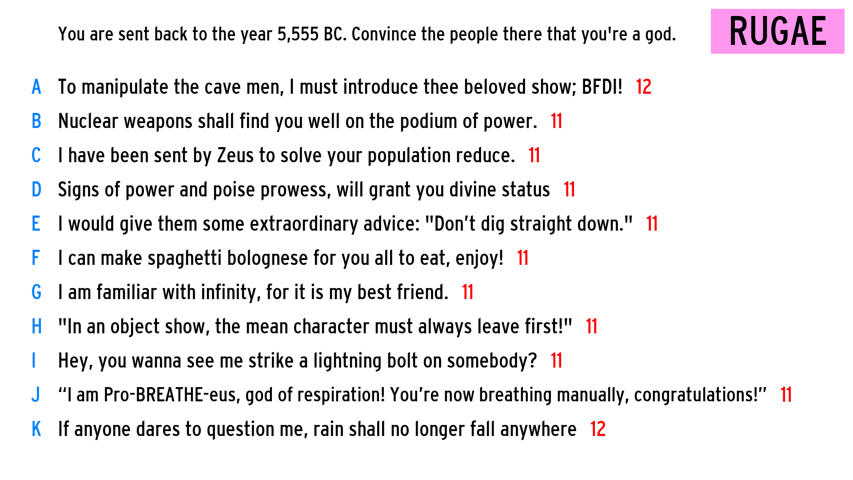 You are sent back to the year 5,555 BC. Convince the people there that you're a god.
RUGAE
A To manipulate the cave men, I must introduce thee beloved show; BFDI! 12
B Nuclear weapons shall find you well on the podium of power. 11
C I have been sent by Zeus to solve your population reduce. 11
D Signs of power and poise prowess, will grant you divine status 11
E I would give them some extraordinary advice: "Don’t dig straight down." 11
F I can make spaghetti bolognese for you all to eat, enjoy! 11
G I am familiar with infinity, for it is my best friend. 11
H "In an object show, the mean character must always leave first!" 11
I Hey, you wanna see me strike a lightning bolt on somebody? 11
J “I am Pro-BREATHE-eus, god of respiration! You’re now breathing manually, congratulations!” 11
K If anyone dares to question me, rain shall no longer fall anywhere 12